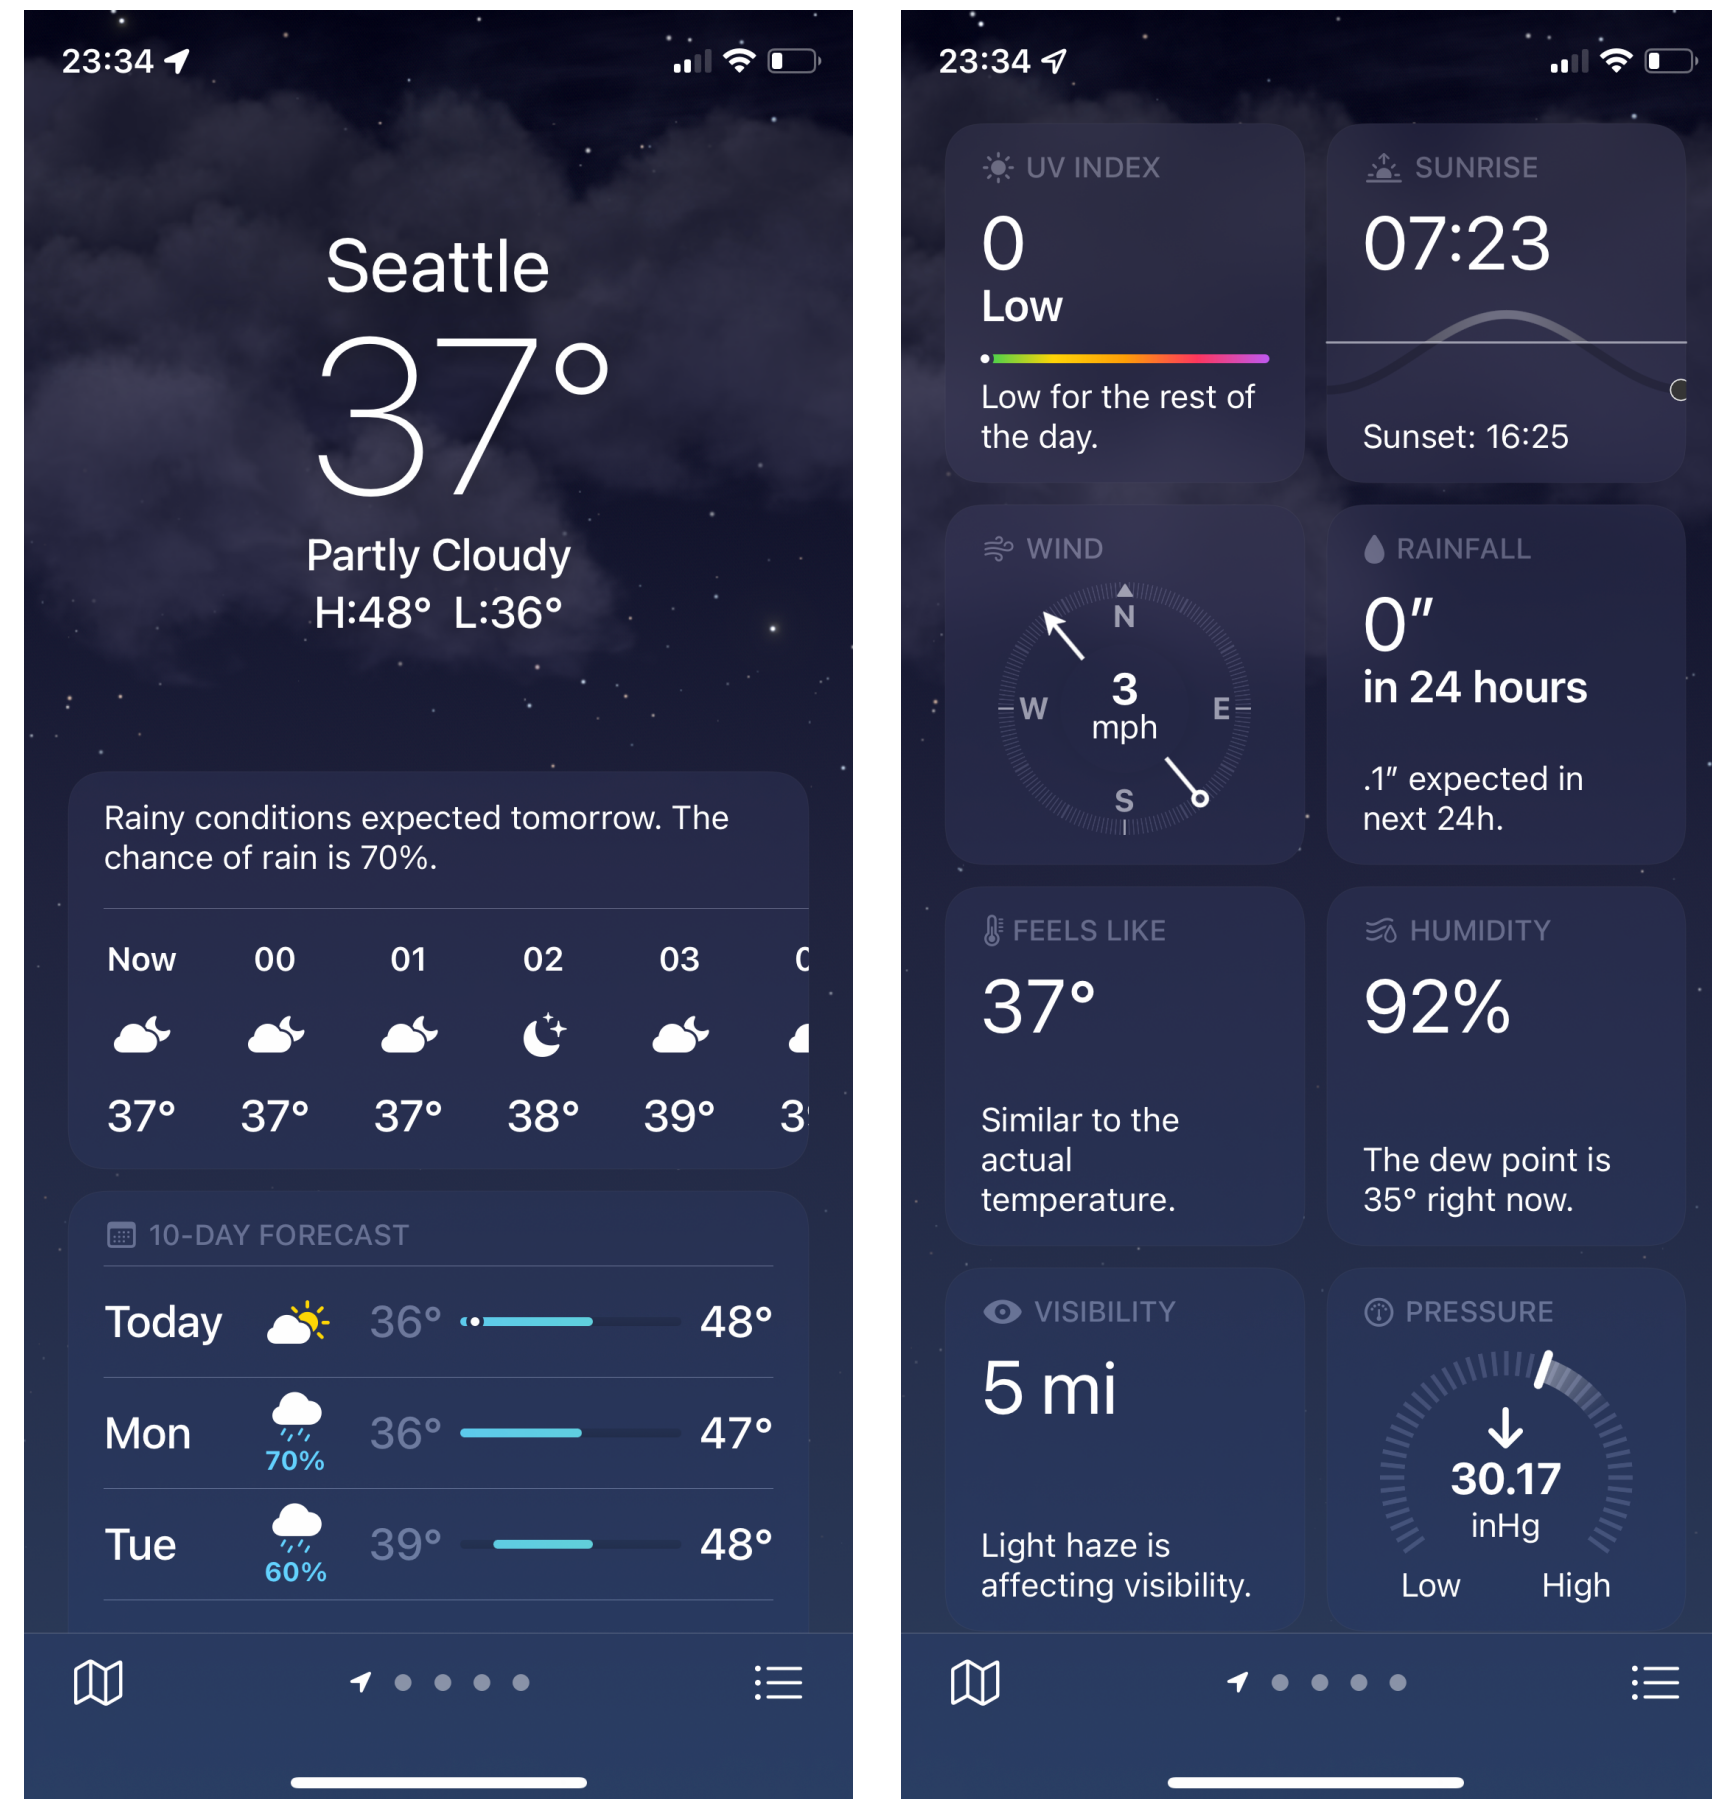 23:34
Seattle
37°
Partly Cloudy
H:48° L:36°
Rainy conditions expected tomorrow. The
chance of rain is 70%.
Now 00 01 02 03
37° 37° 37° 38° 39°
10-DAY FORECAST
Today 36° 48°
Mon 70% 36° 47°
Tue 60% 39° 48°
23:34
UV INDEX
0
Low
Low for the rest of
the day.
SUNRISE
07:23
Sunset: 16:25
WIND
N
W 3 E
mph
S
RAINFALL
0”
in 24 hours
.1” expected in
next 24h.
FEELS LIKE
37°
Similar to the
actual
temperature.
HUMIDITY
92%
The dew point is
35° right now.
VISIBILITY
5 mi
Light haze is
affecting visibility.
PRESSURE
30.17
inHg
Low High